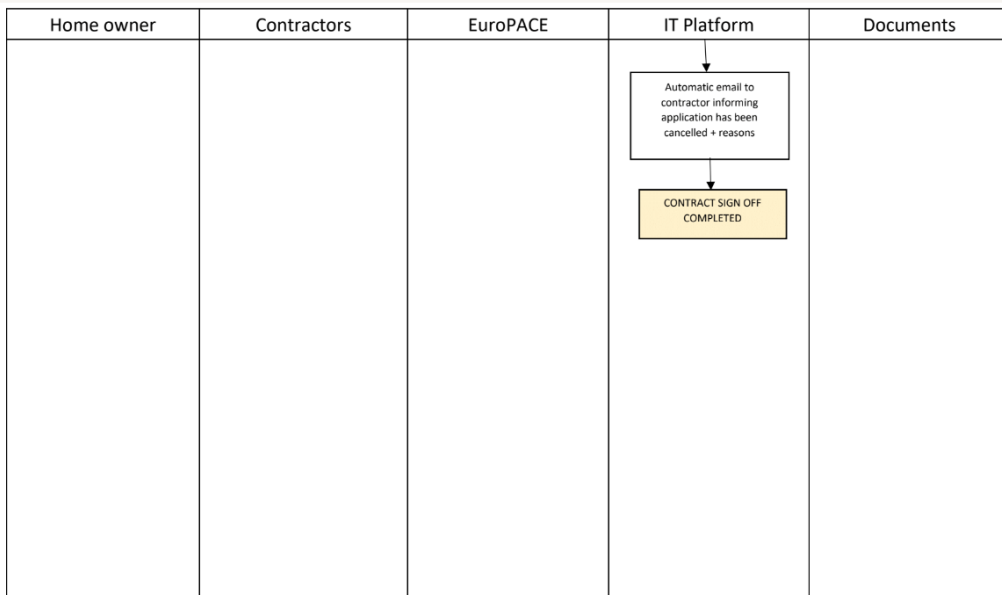 Home owner Contractors EuroPACE IT Platform Documents
Automatic email to
contractor informing
application has been
cancelled + reasons
CONTRACT SIGN OFF
COMPLETED